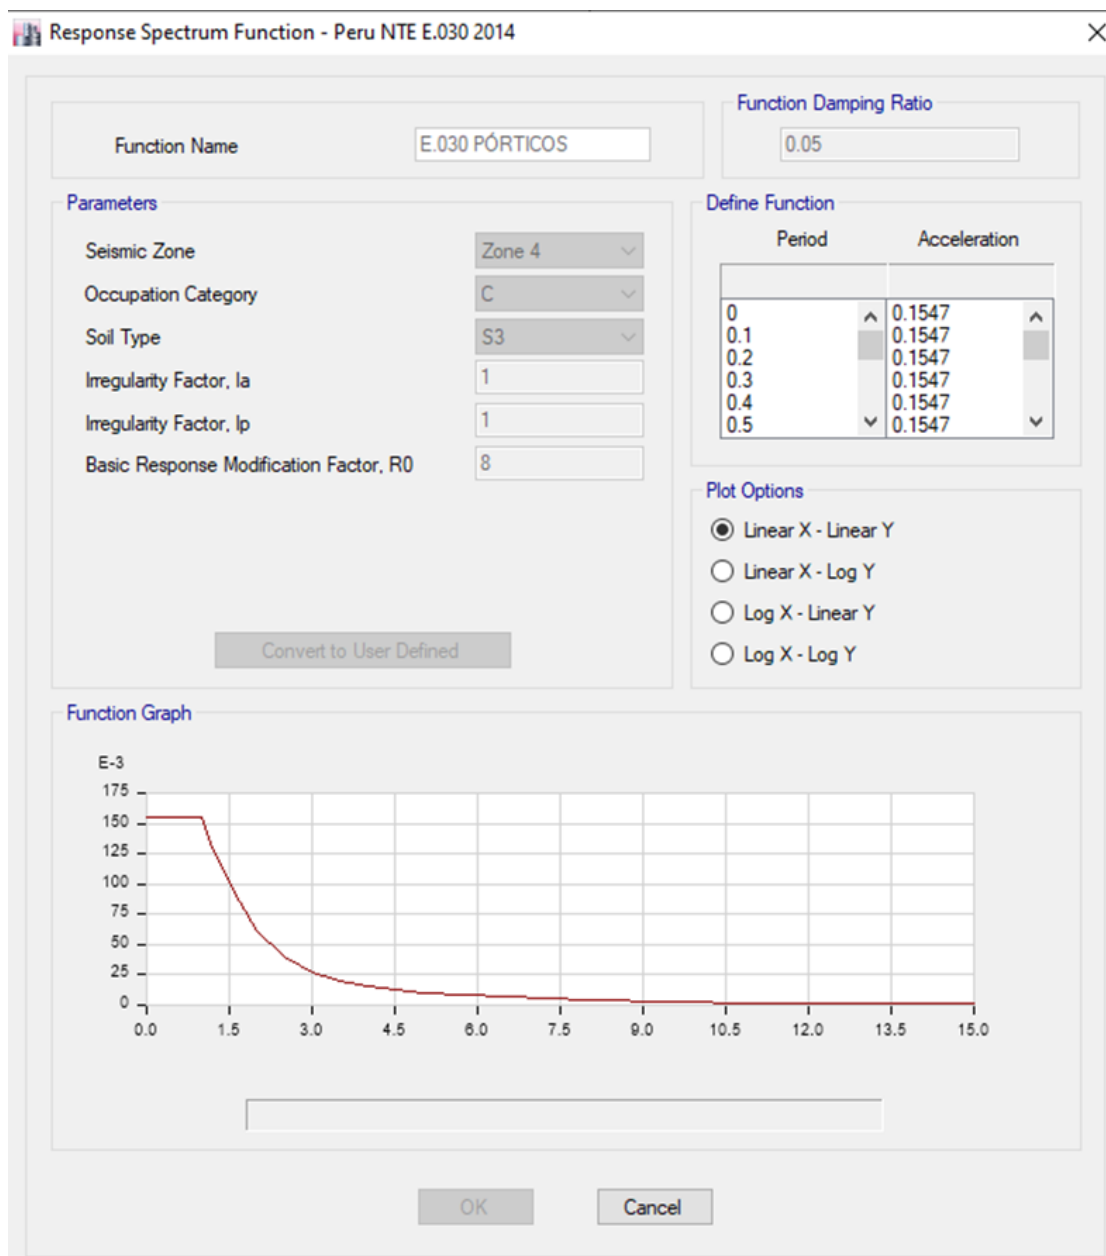 Response Spectrum Function - Peru NTE E.030 2014
Function Name
E.030 PÓRTICOS
Function Damping Ratio
0.05
Parameters
Seismic Zone
Zone 4
Occupation Category
C
Soil Type
S3
Irregularity Factor, Ia
1
Irregularity Factor, Ip
1
Basic Response Modification Factor, R0
8
Convert to User Defined
Define Function
Period Acceleration
0 0.1547
0.1 0.1547
0.2 0.1547
0.3 0.1547
0.4 0.1547
0.5 0.1547
Plot Options
Linear X - Linear Y
Linear X - Log Y
Log X - Linear Y
Log X - Log Y
Function Graph
E-3
175
150
125
100
75
50
25
0
0.0 1.5 3.0 4.5 6.0 7.5 9.0 10.5 12.0 13.5 15.0
OK
Cancel